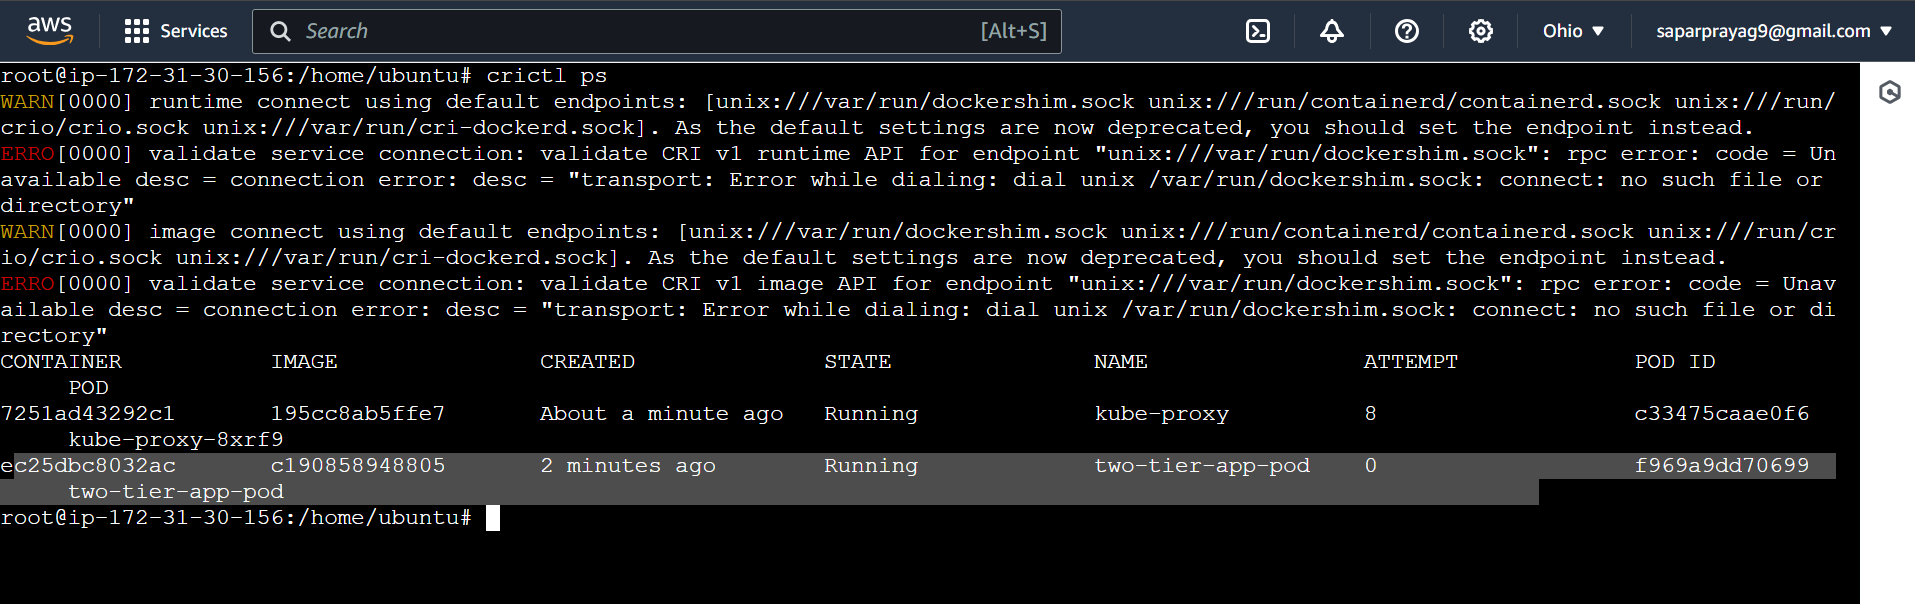 aws Services Search [Alt+S] Ohio saparprayag9@gmail.com
root@ip-172-31-30-156:/home/ubuntu# crictl ps
WARN[0000] runtime connect using default endpoints: [unix:///var/run/dockershim.sock unix:///run/containerd/containerd.sock unix:///run/
crio/crio.sock unix:///var/run/cri-dockerd.sock]. As the default settings are now deprecated, you should set the endpoint instead.
ERRO[0000] validate service connection: validate CRI v1 runtime API for endpoint "unix:///var/run/dockershim.sock": rpc error: code = Un
available desc = connection error: desc = "transport: Error while dialing: dial unix /var/run/dockershim.sock: connect: no such file or
directory"
WARN[0000] image connect using default endpoints: [unix:///var/run/dockershim.sock unix:///run/containerd/containerd.sock unix:///run/cr
io/crio.sock unix:///var/run/cri-dockerd.sock]. As the default settings are now deprecated, you should set the endpoint instead.
ERRO[0000] validate service connection: validate CRI v1 image API for endpoint "unix:///var/run/dockershim.sock": rpc error: code = Unav
ailable desc = connection error: desc = "transport: Error while dialing: dial unix /var/run/dockershim.sock: connect: no such file or di
rectory"
CONTAINER IMAGE CREATED STATE NAME ATTEMPT POD ID
POD
7251ad43292c1 195cc8ab5ffe7 About a minute ago Running kube-proxy 8 c33475caae0f6
kube-proxy-8xrf9
ec25dbc8032ac c190858948805 2 minutes ago Running two-tier-app-pod 0 f969a9dd70699
two-tier-app-pod
root@ip-172-31-30-156:/home/ubuntu#